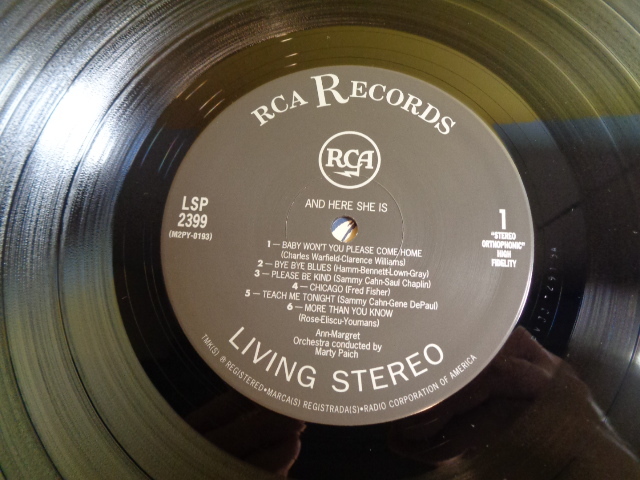 RCA RECORDS
RCA
AND HERE SHE IS
LSP
2399
(M2PY-0193)
1
"STEREO
ORTHOPHONIC"
HIGH
FIDELITY
1 — BABY WON'T YOU PLEASE COME HOME
(Charles Warfield-Clarence Williams)
2 — BYE BYE BLUES (Hamm-Bennett-Lown-Gray)
3 — PLEASE BE KIND (Sammy Cahn-Saul Chaplin)
4 — CHICAGO (Fred Fisher)
5 — TEACH ME TONIGHT (Sammy Cahn-Gene DePaul)
6 — MORE THAN YOU KNOW
(Rose-Eliscu-Youmans)
Ann-Margret
Orchestra conducted by
Marty Paich
LIVING STEREO
TMK(S) ® REGISTERED • MARCA(S) REGISTRADA(S) • RADIO CORPORATION OF AMERICA